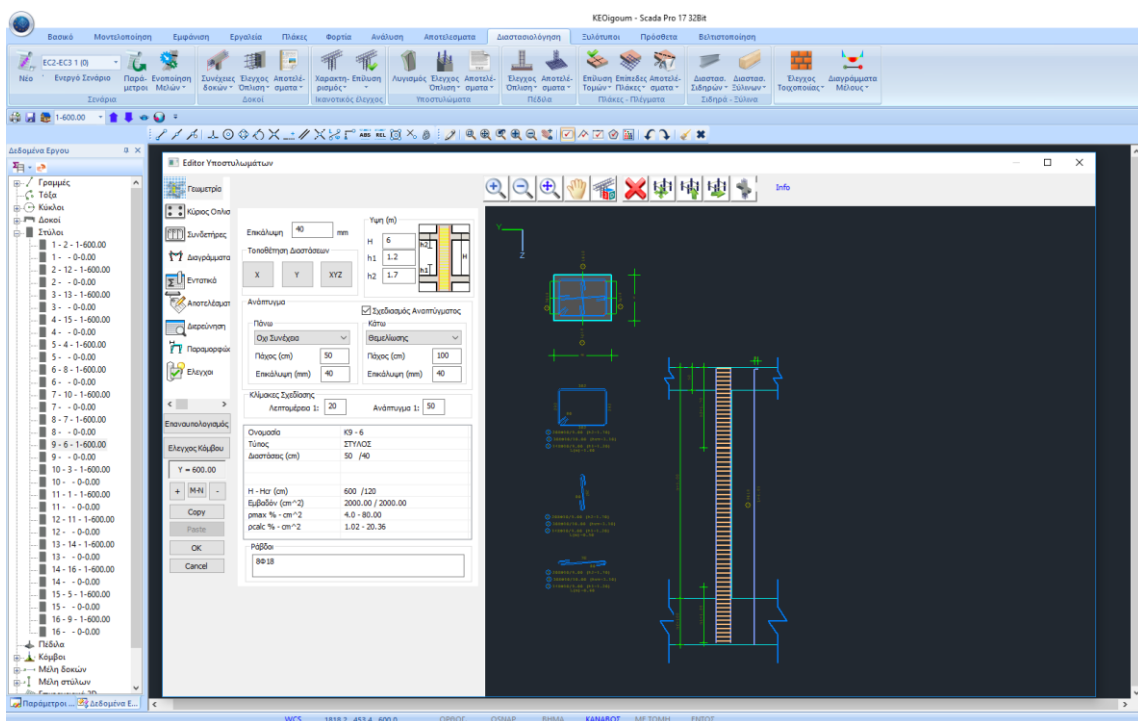 KEOigoum - Scada Pro 17 32Bit
Βασικό Μοντελοποίηση Εμφάνιση Εργαλεία Πλάκες Φορτία Ανάλυση Αποτελεσματα Διαστασιολόγηση Ξυλότυποι Πρόσθετα Βελτιστοποίηση
EC2-EC3 1 (0)
Νέο Ενεργό Σενάριο Παρά- μετροι Ενοποίηση Μελών
Συνέχειες δοκών Έλεγχος Όπλιση Αποτελέ- σματα
Χαρακτη- ρισμός Επίλυση
Λυγισμός Έλεγχος Όπλιση Αποτελέ- σματα
Έλεγχος Όπλιση Αποτελέ- σματα
Επίλυση Τομών Επίπεδες Πλάκες Αποτελέ- σματα
Διαστασ. Σιδηρών Διαστασ. Ξύλινων
Έλεγχος Τοιχοποιίας Διαγράμματα Μέλους
Σενάρια Δοκοί Ικανοτικός έλεγχος Υποστυλώματα Πέδιλα Πλάκες - Πλέγματα Σιδηρά - Ξύλινα
1-600.00
ABS REL
Δεδομένα Εργου
Γραμμές
Τόξα
Κύκλοι
Δοκοί
Στύλοι
1 - 2 - 1-600.00
1 - - 0-0.00
2 - 12 - 1-600.00
2 - - 0-0.00
3 - 13 - 1-600.00
3 - - 0-0.00
4 - 15 - 1-600.00
4 - - 0-0.00
5 - 4 - 1-600.00
5 - - 0-0.00
6 - 8 - 1-600.00
6 - - 0-0.00
7 - 10 - 1-600.00
7 - - 0-0.00
8 - 7 - 1-600.00
8 - - 0-0.00
9 - 6 - 1-600.00
9 - - 0-0.00
10 - 3 - 1-600.00
10 - - 0-0.00
11 - 1 - 1-600.00
11 - - 0-0.00
12 - 11 - 1-600.00
12 - - 0-0.00
13 - 14 - 1-600.00
13 - - 0-0.00
14 - 16 - 1-600.00
14 - - 0-0.00
15 - 5 - 1-600.00
15 - - 0-0.00
16 - 9 - 1-600.00
16 - - 0-0.00
Πέδιλα
Κόμβοι
Μέλη δοκών
Μέλη στύλων
Παράμετροι ... Δεδομένα Ε...
Editor Υποστυλωμάτων
Γεωμετρία
Κύριος Οπλισ
Συνδετήρες
Διαγράμματα
Εντατικά
Αποτελέσματ
Διερεύνηση
Παραμορφώ
Ελεγχοι
Επαναυπολογισμός
Ελεγχος Κόμβου
Y = 600.00
+ M-N -
Copy
Paste
OK
Cancel
Επικάλυψη 40 mm
Τοποθέτηση Διαστάσεων
X Y XYZ
Υψη (m)
H 6
h1 1.2
h2 1.7
h2 H
h1
Ανάπτυγμα
Σχεδιασμός Αναπτύγματος
Πάνω Κάτω
Οχι Συνέχεια Θεμελίωσης
Πάχος (cm) 50 Πάχος (cm) 100
Επικάλυψη (mm) 40 Επικάλυψη (mm) 40
Κλίμακες Σχεδίασης
Λεπτομέρεια 1: 20 Ανάπτυγμα 1: 50
Ονομασία K9 - 6
Τύπος ΣΤΥΛΟΣ
Διαστάσεις (cm) 50 /40
H - Hcr (cm) 600 /120
Εμβαδόν (cm^2) 2000.00 / 2000.00
ρmax % - cm^2 4.0 - 80.00
ρcalc % - cm^2 1.02 - 20.36
Ράβδοι
8Φ18
Info
Y
Z
WCS 1818.2, 453.4, 600.0 ΟΡΘΟΣ OSNAP ΒΗΜΑ ΚΑΝΑΒΟΣ ΜΕ ΤΟΜΗ ΕΝΤΟΣ